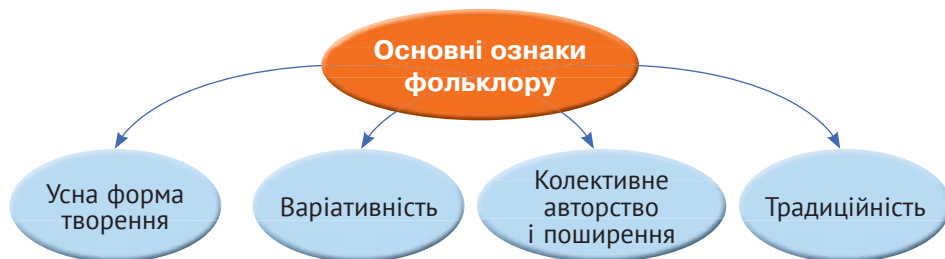 Основні ознаки
фольклору
Усна форма
творення
Варіативність
Колективне
авторство
і поширення
Традиційність